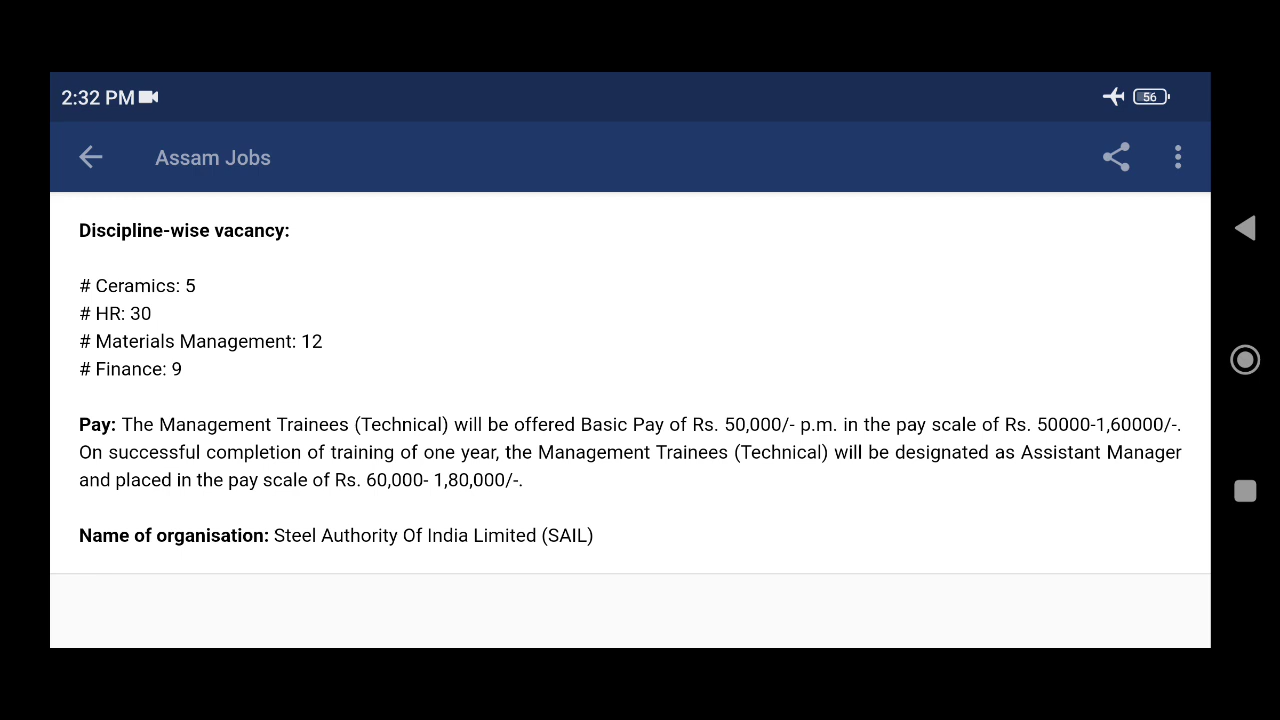 2:32 PM
56
Assam Jobs
Discipline-wise vacancy:
# Ceramics: 5
# HR: 30
# Materials Management: 12
# Finance: 9
Pay: The Management Trainees (Technical) will be offered Basic Pay of Rs. 50,000/- p.m. in the pay scale of Rs. 50000-1,60000/-.
On successful completion of training of one year, the Management Trainees (Technical) will be designated as Assistant Manager
and placed in the pay scale of Rs. 60,000- 1,80,000/-.
Name of organisation: Steel Authority Of India Limited (SAIL)